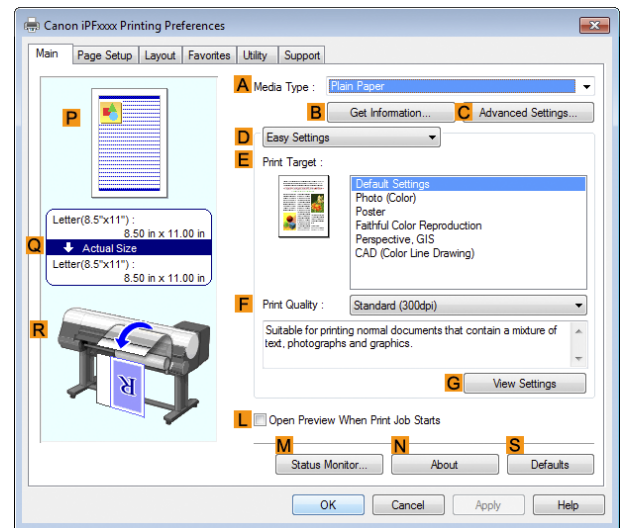 Canon iPFxxxx Printing Preferences
Main Page Setup Layout Favorites Utility Support
A Media Type : Plain Paper
B Get Information... C Advanced Settings...
D Easy Settings
E Print Target :
Default Settings
Photo (Color)
Poster
Faithful Color Reproduction
Perspective, GIS
CAD (Color Line Drawing)
F Print Quality : Standard (300dpi)
Suitable for printing normal documents that contain a mixture of
text, photographs and graphics.
G View Settings
L Open Preview When Print Job Starts
M N S
Status Monitor... About Defaults
P
Letter(8.5"x11") :
8.50 in x 11.00 in
Q Actual Size
Letter(8.5"x11") :
8.50 in x 11.00 in
R
R
OK Cancel Apply Help